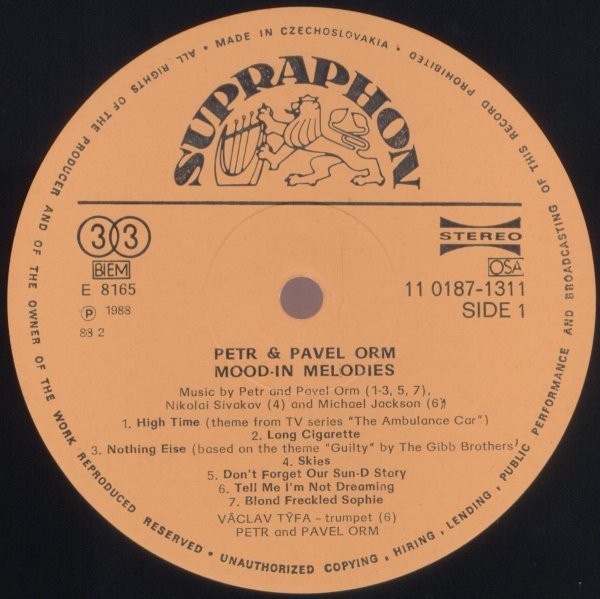 ALL RIGHTS OF THE PRODUCER AND OF THE OWNER OF THE WORK REPRODUCED RESERVED • UNAUTHORIZED COPYING, HIRING, LENDING, PUBLIC PERFORMANCE AND BROADCASTING OF THIS RECORD PROHIBITED • MADE IN CZECHOSLOVAKIA •
SUPRAPHON
33
STEREO
BIEM
OSA
E 8165
11 0187-1311
Ⓟ 1988
SIDE 1
88 2
PETR & PAVEL ORM
MOOD-IN MELODIES
Music by Petr and Pavel Orm (1-3, 5, 7),
Nikolai Sivakov (4) and Michael Jackson (6)
1. High Time (theme from TV series "The Ambulance Car")
2. Long Cigarette
3. Nothing Else (based on the theme "Guilty" by The Gibb Brothers)
4. Skies
5. Don't Forget Our Sun-D Story
6. Tell Me I'm Not Dreaming
7. Blond Freckled Sophie
VÁCLAV TÝFA - trumpet (6)
PETR and PAVEL ORM